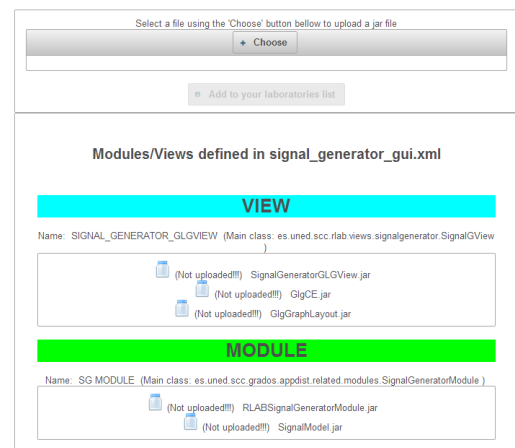 Select a file using the 'Choose' button bellow to upload a jar file
+ Choose
Add to your laboratories list
Modules/Views defined in signal_generator_gui.xml
VIEW
Name: SIGNAL_GENERATOR_GLGVIEW (Main class: es.uned.scc.rlab.views.signalgenerator.SignalGView
)
(Not uploaded!!!) SignalGeneratorGLGView.jar
(Not uploaded!!!) GlgCE.jar
(Not uploaded!!!) GlgGraphLayout.jar
MODULE
Name: SG MODULE (Main class: es.uned.scc.grados.appdist.related.modules.SignalGeneratorModule )
(Not uploaded!!!) RLABSignalGeneratorModule.jar
(Not uploaded!!!) SignalModel.jar